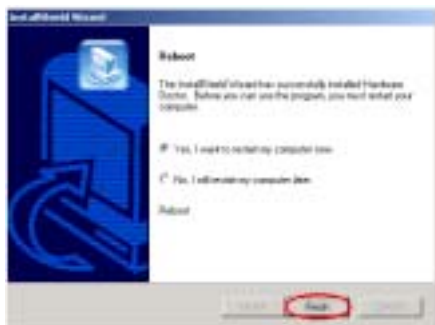 InstallShield Wizard
Reboot
The InstallShield Wizard has successfully installed Hardware
Doctor. Before you can use the program, you must restart your
computer.
Yes, I want to restart my computer now.
No, I will restart my computer later.
Reboot
Finish